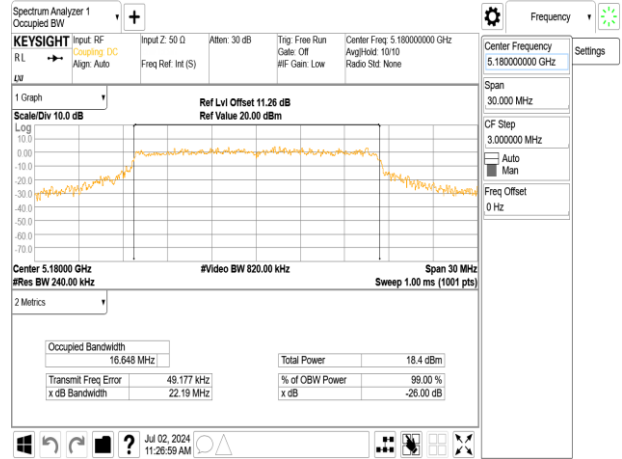 Spectrum Analyzer 1
Occupied BW
Frequency
KEYSIGHT
RL
Input: RF
Coupling: DC
Align: Auto
Input Z: 50 Ω
Freq Ref: Int (S)
Atten: 30 dB
Trig: Free Run
Gate: Off
#IF Gain: Low
Center Freq: 5.180000000 GHz
Avg|Hold: 10/10
Radio Std: None
Center Frequency
5.180000000 GHz
Settings
Span
30.000 MHz
CF Step
3.000000 MHz
Auto
Man
Freq Offset
0 Hz
1 Graph
Scale/Div 10.0 dB
Ref Lvl Offset 11.26 dB
Ref Value 20.00 dBm
Log
10.0
0.00
-10.0
-20.0
-30.0
-40.0
-50.0
-60.0
-70.0
Center 5.18000 GHz
#Video BW 820.00 kHz
Span 30 MHz
#Res BW 240.00 kHz
Sweep 1.00 ms (1001 pts)
2 Metrics
Occupied Bandwidth
16.648 MHz
Total Power 18.4 dBm
Transmit Freq Error 49.177 kHz
% of OBW Power 99.00 %
x dB Bandwidth 22.19 MHz
x dB -26.00 dB
?
Jul 02, 2024
11:26:59 AM